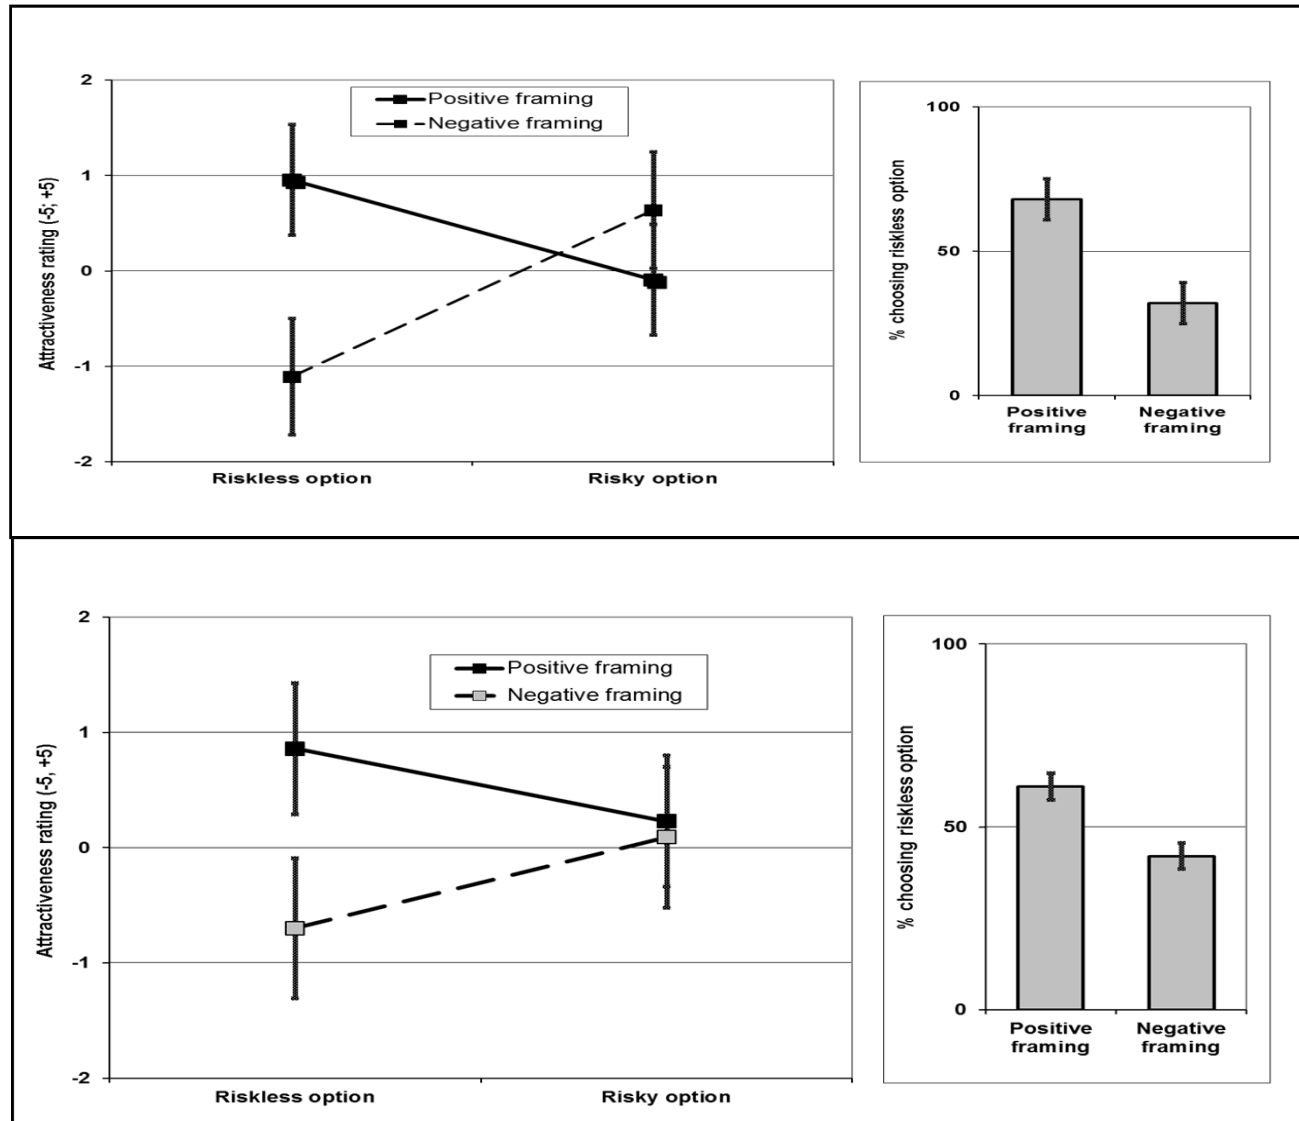 2
1
0
-1
-2
Attractiveness rating (-5; +5)
Positive framing
Negative framing
Riskless option
Risky option
100
50
0
% choosing riskless option
Positive
framing
Negative
framing
2
1
0
-1
-2
Attractiveness rating (-5, +5)
Positive framing
Negative framing
Riskless option
Risky option
100
50
0
% choosing riskless option
Positive
framing
Negative
framing